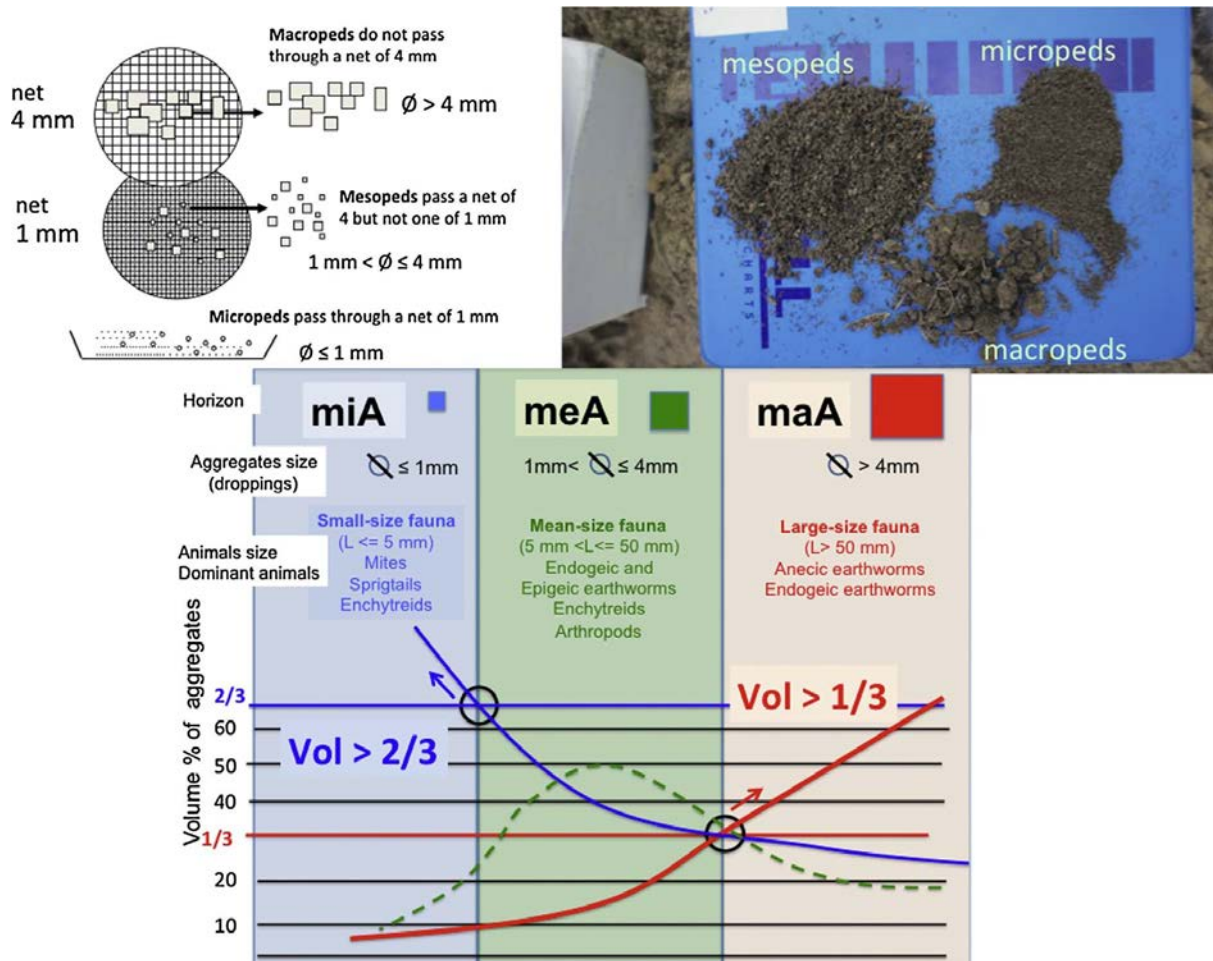 Macropeds do not pass
through a net of 4 mm
net
4 mm
Ø > 4 mm
net
1 mm
Mesopeds pass a net of
4 but not one of 1 mm
1 mm < Ø ≤ 4 mm
Micropeds pass through a net of 1 mm
Ø ≤ 1 mm
mesopeds
micropeds
macropeds
CHARTS
Horizon
miA
meA
maA
Aggregates size
(droppings)
Ø ≤ 1mm
1mm< Ø ≤ 4mm
Ø > 4mm
Animals size
Dominant animals
Small-size fauna
(L <= 5 mm)
Mites
Sprigtails
Enchytreids
Mean-size fauna
(5 mm <L<= 50 mm)
Endogeic and
Epigeic earthworms
Enchytreids
Arthropods
Large-size fauna
(L> 50 mm)
Anecic earthworms
Endogeic earthworms
Volume % of aggregates
2/3
60
50
40
1/3
20
10
Vol > 2/3
Vol > 1/3